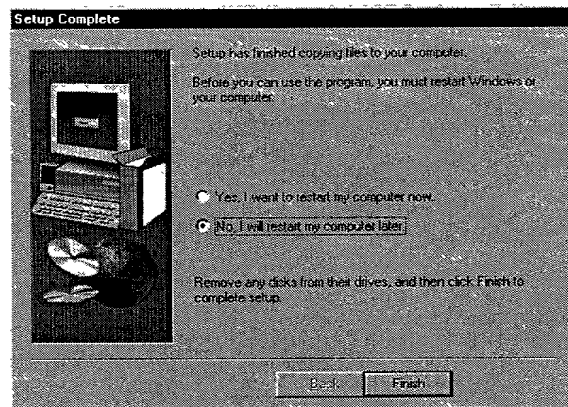 Setup Complete
Setup has finished copying files to your computer.
Before you can use the program, you must restart Windows or
your computer.
Yes, I want to restart my computer now.
No, I will restart my computer later.
Remove any disks from their drives, and then click Finish to
complete setup.
Back
Finish